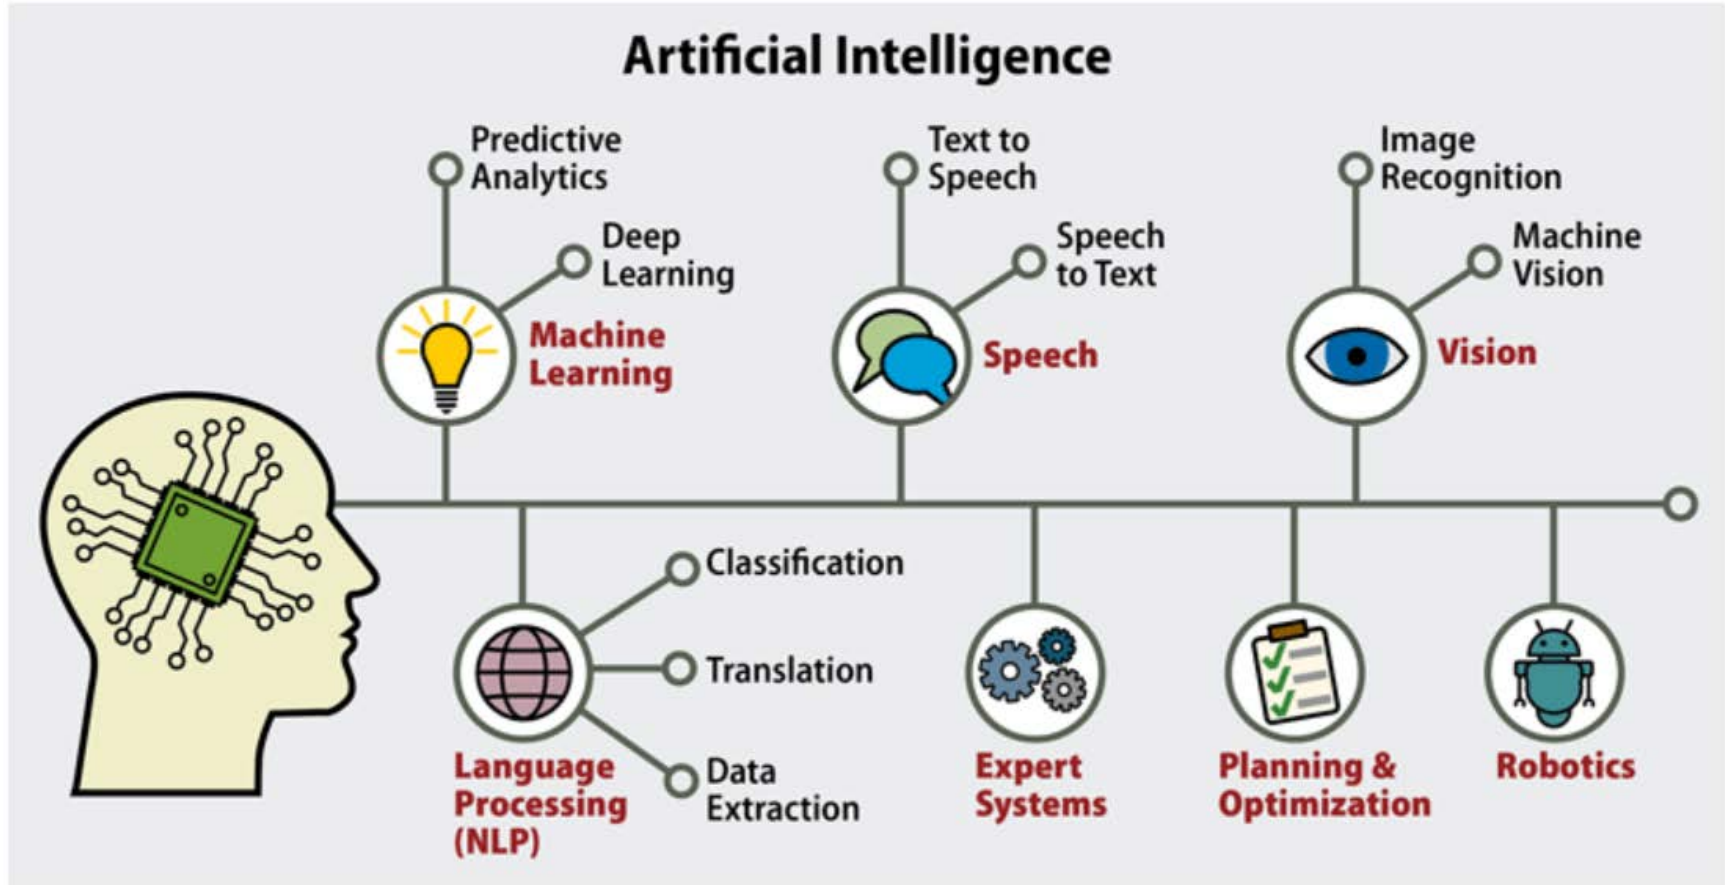 Artificial Intelligence
Predictive
Analytics
Deep
Learning
Machine
Learning
Text to
Speech
Speech
to Text
Speech
Image
Recognition
Machine
Vision
Vision
Classification
Translation
Data
Extraction
Language
Processing
(NLP)
Expert
Systems
Planning &
Optimization
Robotics